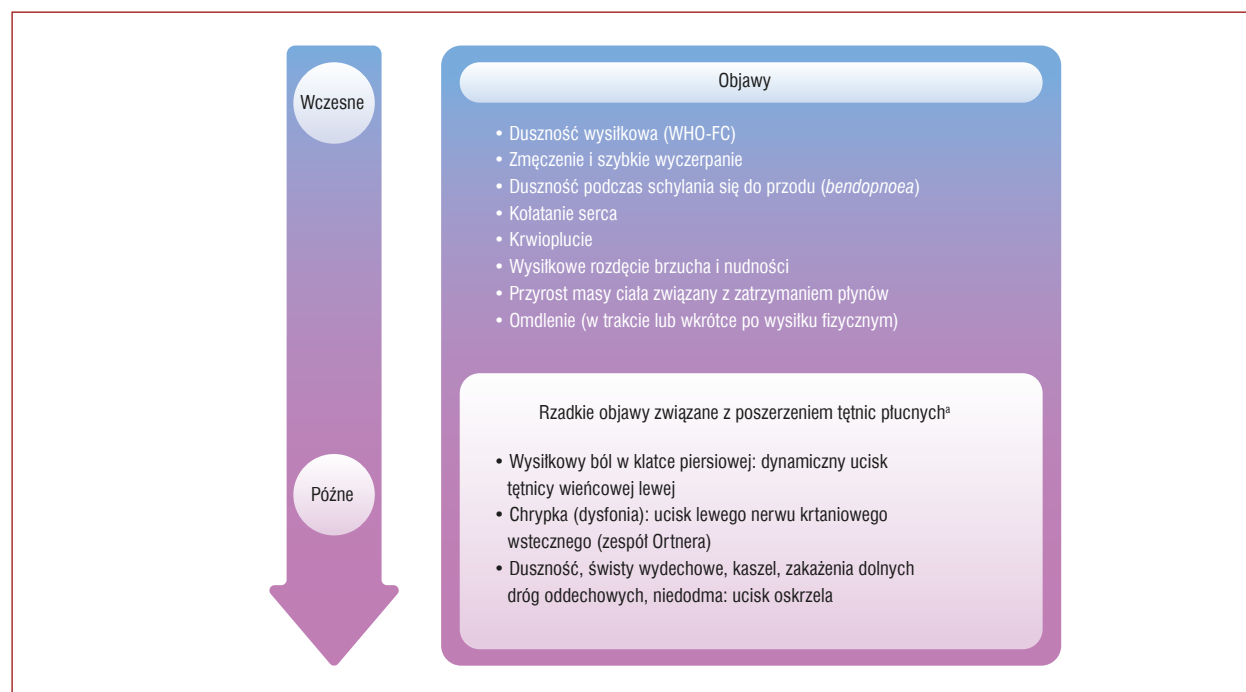 Wczesne
Objawy
• Duszność wysiłkowa (WHO-FC)
• Zmęczenie i szybkie wyczerpanie
• Duszność podczas schylania się do przodu (bendopnoea)
• Kołatanie serca
• Krwioplucie
• Wysiłkowe rozdęcie brzucha i nudności
• Przyrost masy ciała związany z zatrzymaniem płynów
• Omdlenie (w trakcie lub wkrótce po wysiłku fizycznym)
Rzadkie objawy związane z poszerzeniem tętnic płucnychᵃ
• Wysiłkowy ból w klatce piersiowej: dynamiczny ucisk
tętnicy wieńcowej lewej
Późne
• Chrypka (dysfonia): ucisk lewego nerwu krtaniowego
wstecznego (zespół Ortnera)
• Duszność, świsty wydechowe, kaszel, zakażenia dolnych
dróg oddechowych, niedodma: ucisk oskrzela